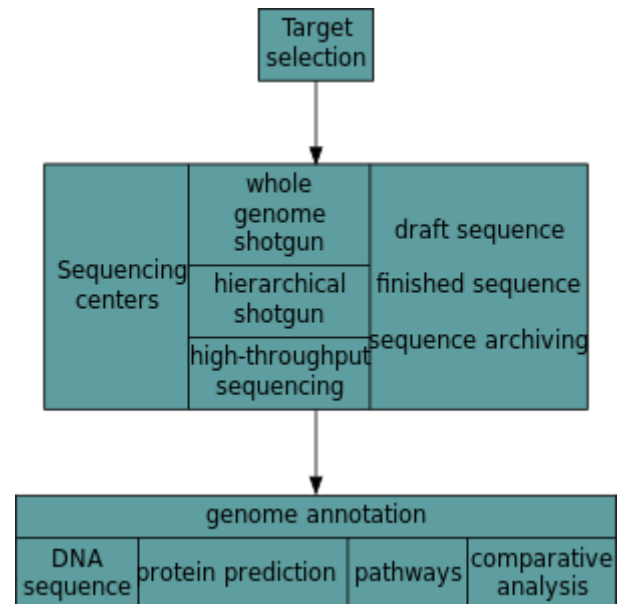 Target
selection
Sequencing
centers
whole
genome
shotgun
hierarchical
shotgun
high-throughput
sequencing
draft sequence
finished sequence
sequence archiving
genome annotation
DNA
sequence
protein prediction
pathways
comparative
analysis